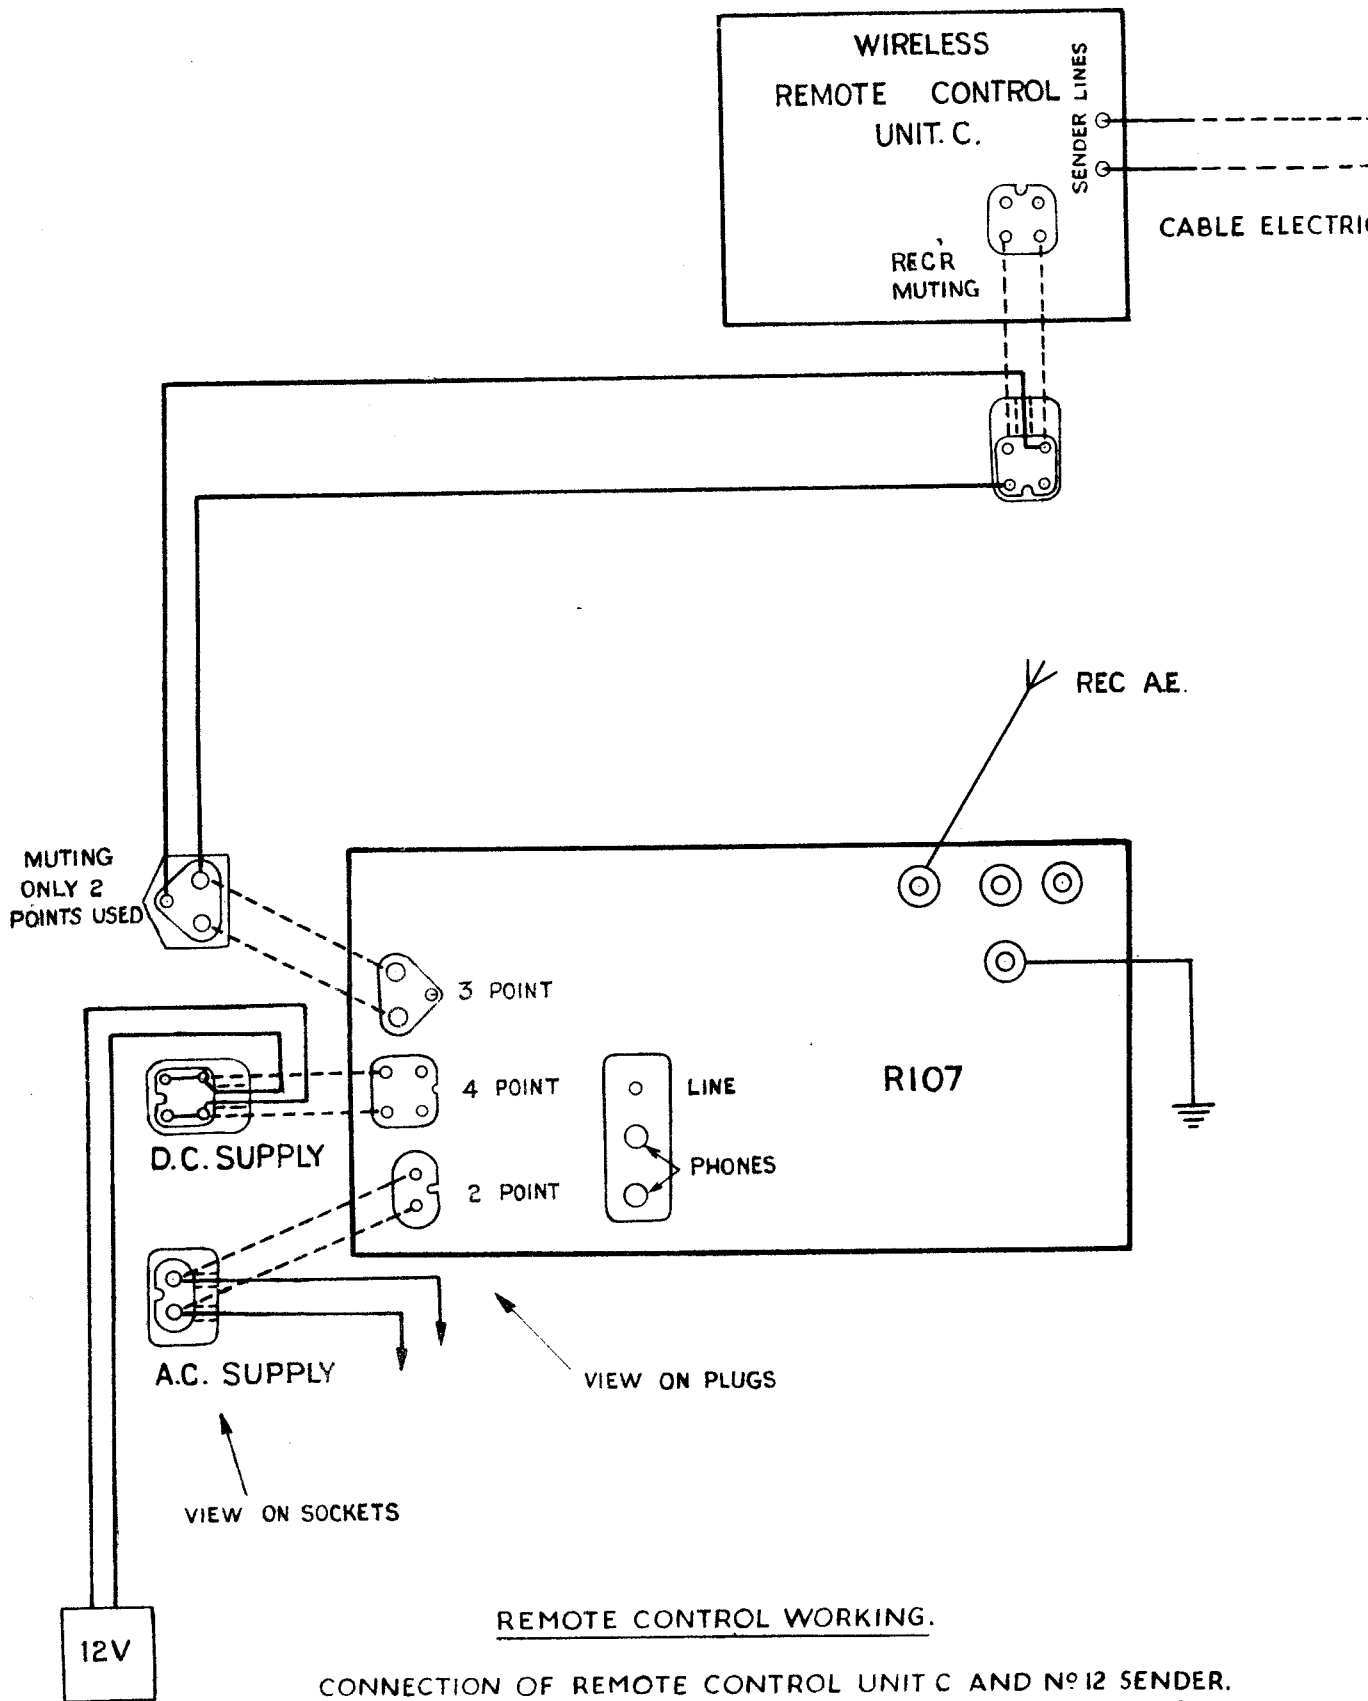 WIRELESS
REMOTE CONTROL
UNIT. C.
SENDER LINES
CABLE ELECTRIC
REC'R
MUTING
REC A.E.
MUTING
ONLY 2
POINTS USED
3 POINT
4 POINT
LINE
R107
D.C. SUPPLY
PHONES
2 POINT
A.C. SUPPLY
VIEW ON PLUGS
VIEW ON SOCKETS
12V
REMOTE CONTROL WORKING.
CONNECTION OF REMOTE CONTROL UNIT C AND Nº 12 SENDER.